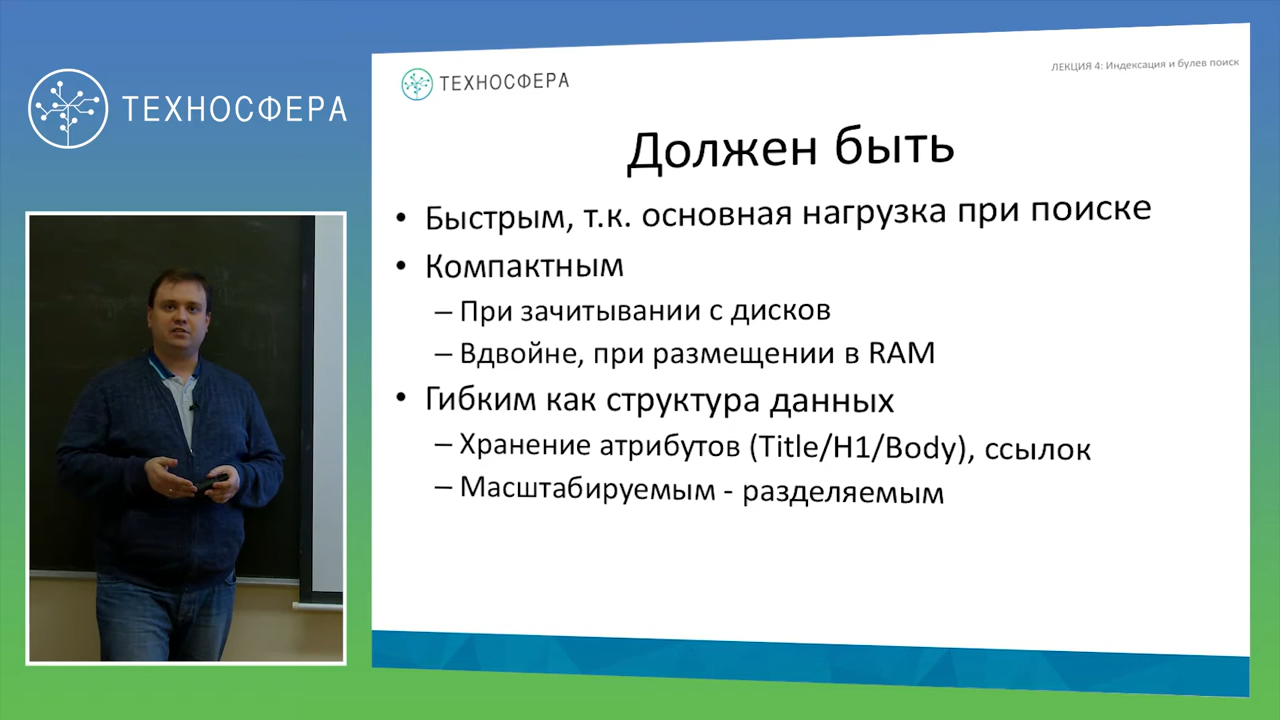 ТЕХНОСФЕРА
ТЕХНОСФЕРА
ЛЕКЦИЯ 4: Индексация и булев поиск
Должен быть
• Быстрым, т.к. основная нагрузка при поиске
• Компактным
– При зачитывании с дисков
– Вдвойне, при размещении в RAM
• Гибким как структура данных
– Хранение атрибутов (Title/H1/Body), ссылок
– Масштабируемым - разделяемым